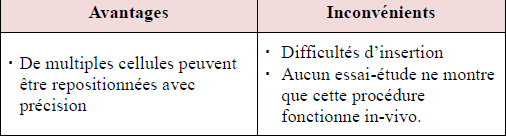 Avantages
Inconvénients
· De multiples cellules peuvent
être repositionnées avec
précision
· Difficultés d’insertion
· Aucun essai-étude ne montre
que cette procédure
fonctionne in-vivo.